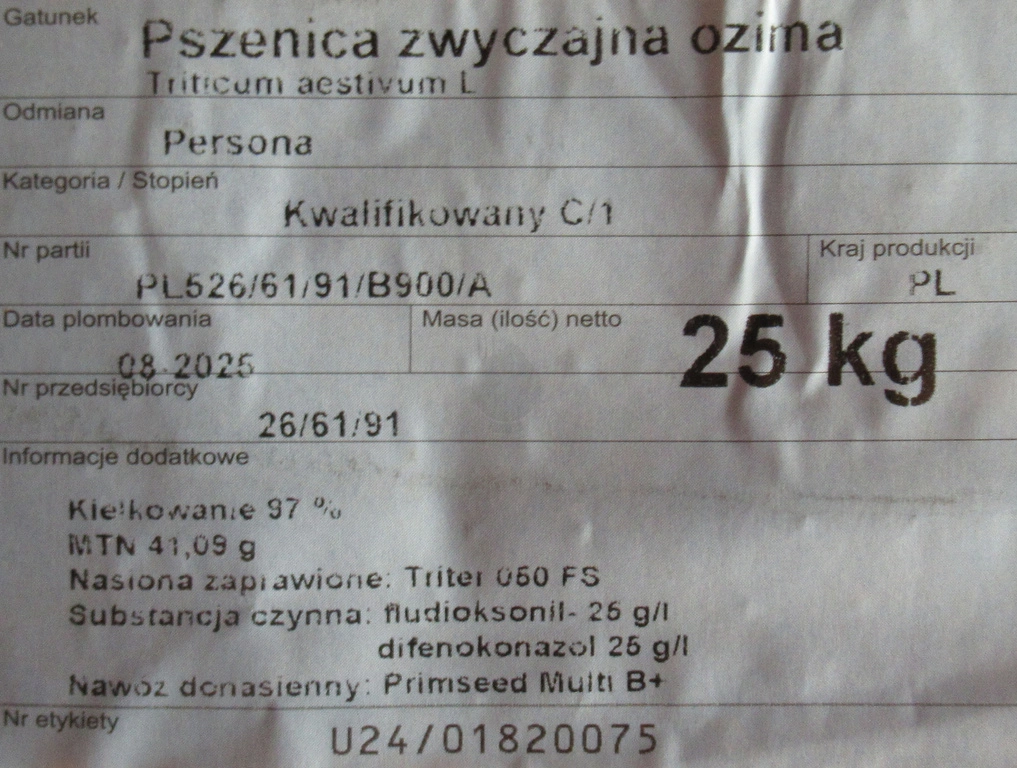 Gatunek
Pszenica zwyczajna ozima
Triticum aestivum L
Odmiana
Persona
Kategoria / Stopień
Kwalifikowany C/1
Nr partii
Kraj produkcji
PL526/61/91/B900/A
PL
Data plombowania
Masa (ilość) netto
25 kg
08.2025
Nr przedsiębiorcy
26/61/91
Informacje dodatkowe
Kiełkowanie 97 %
MTN 41,09 g
Nasiona zaprawione: Triter 050 FS
Substancja czynna: fludioksonil- 25 g/l
difenokonazol 25 g/l
Nawóz donasienny: Primseed Multi B+
Nr etykiety
U24/01820075